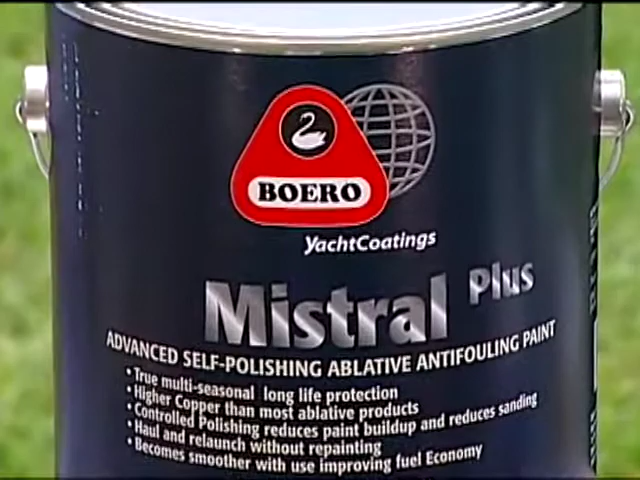 BOERO
YachtCoatings
Mistral Plus
ADVANCED SELF-POLISHING ABLATIVE ANTIFOULING PAINT
• True multi-seasonal long life protection
• Higher Copper than most ablative products
• Controlled Polishing reduces paint buildup and reduces sanding
• Haul and relaunch without repainting
• Becomes smoother with use improving fuel Economy